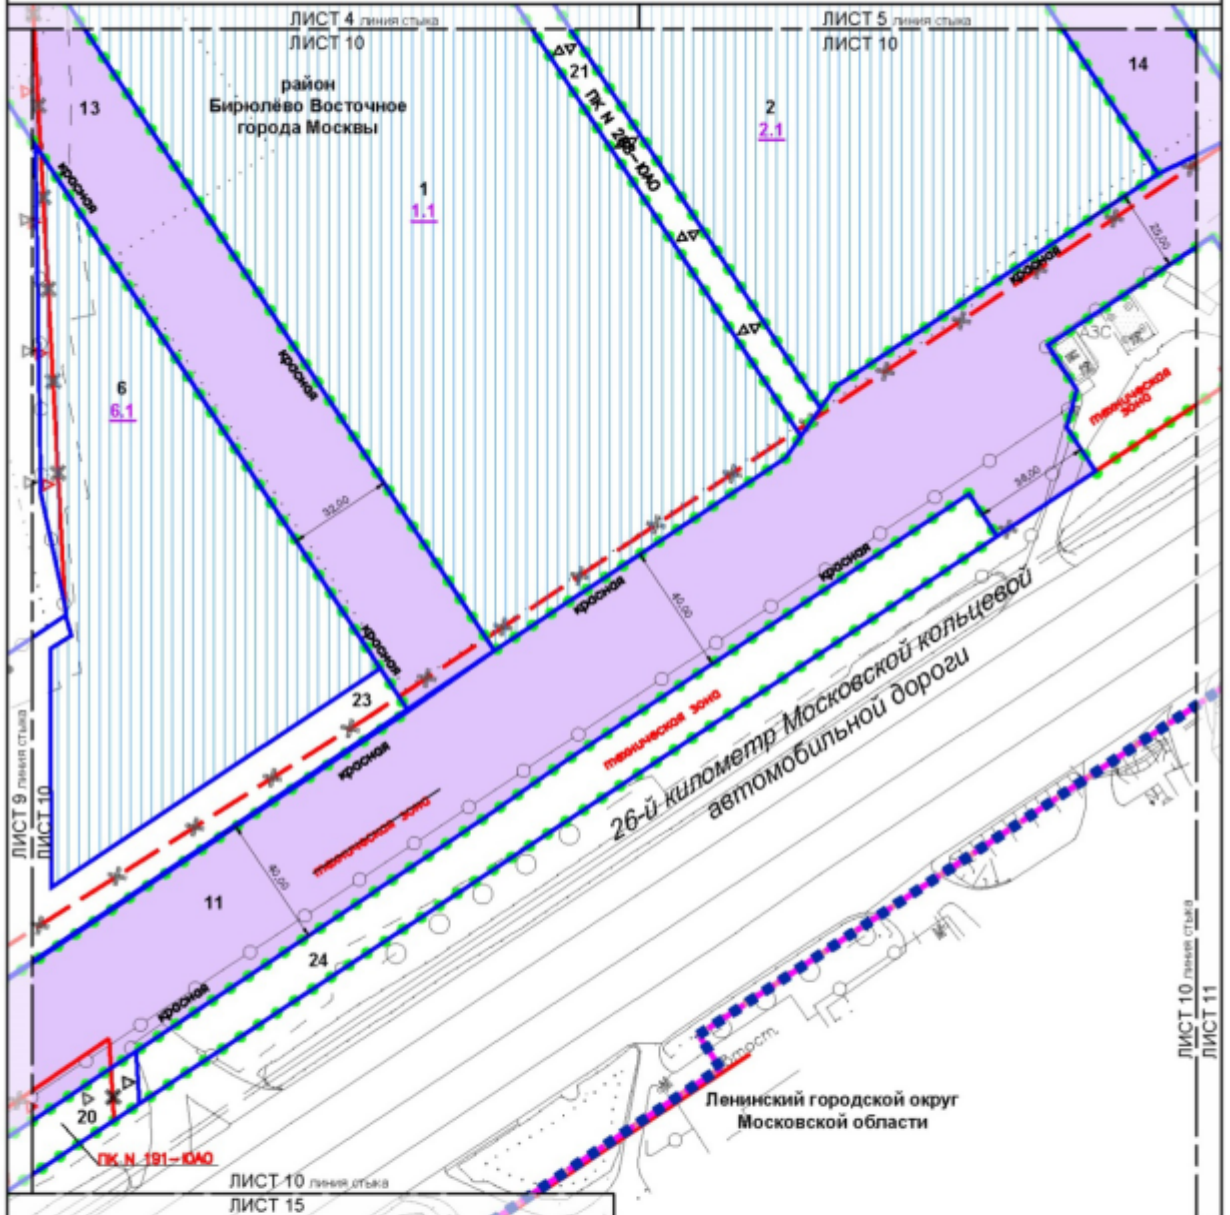 ЛИСТ 4 линия стыка
ЛИСТ 10
ЛИСТ 5 линия стыка
ЛИСТ 10
район
Бирюлёво Восточное
города Москвы
13
14
21
ПК N 268-ЮАО
2
2.1
1
1.1
красная
красная
25,00
красная
АЗС
техническая
зона
6
6.1
32,00
38,00
красная
красная
40,00
красная
23
красная
техническая зона
26-й километр Московской кольцевой
автомобильной дороги
техническая зона
ЛИСТ 9 линия стыка
ЛИСТ 10
11
40,00
24
красная
20
ПК N 191-ЮАО
Ленинский городской округ
Московской области
ЛИСТ 10 линия стыка
ЛИСТ 11
ЛИСТ 10 линия стыка
ЛИСТ 15